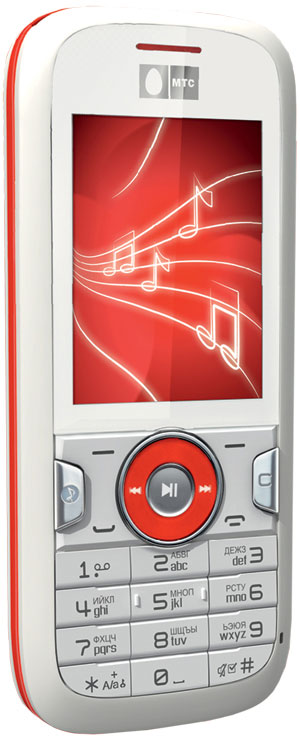 МТС
1
АБВГ
2 abc
ДЕЖЗ
def 3
ИЙКЛ
4 ghi
МНОП
5 jkl
РСТУ
mno 6
ФХЦЧ
7 pqrs
ШЩЪЫ
8 tuv
ЬЭЮЯ
wxyz 9
* A/a
+
0
#